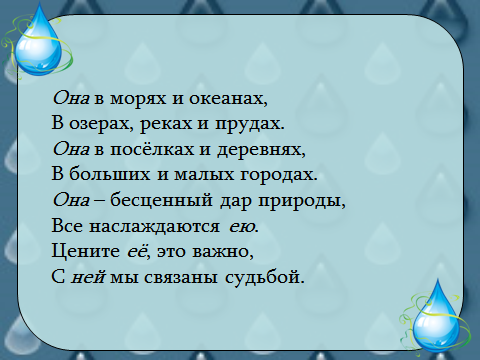 Она в морях и океанах,
В озерах, реках и прудах.
Она в посёлках и деревнях,
В больших и малых городах.
Она – бесценный дар природы,
Все наслаждаются ею.
Цените её, это важно,
С ней мы связаны судьбой.